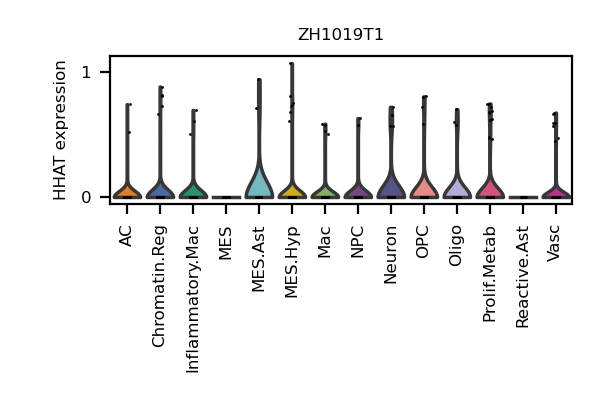 ZH1019T1
HHAT expression
1
0
AC
Chromatin.Reg
Inflammatory.Mac
MES
MES.Ast
MES.Hyp
Mac
NPC
Neuron
OPC
Oligo
Prolif.Metab
Reactive.Ast
Vasc